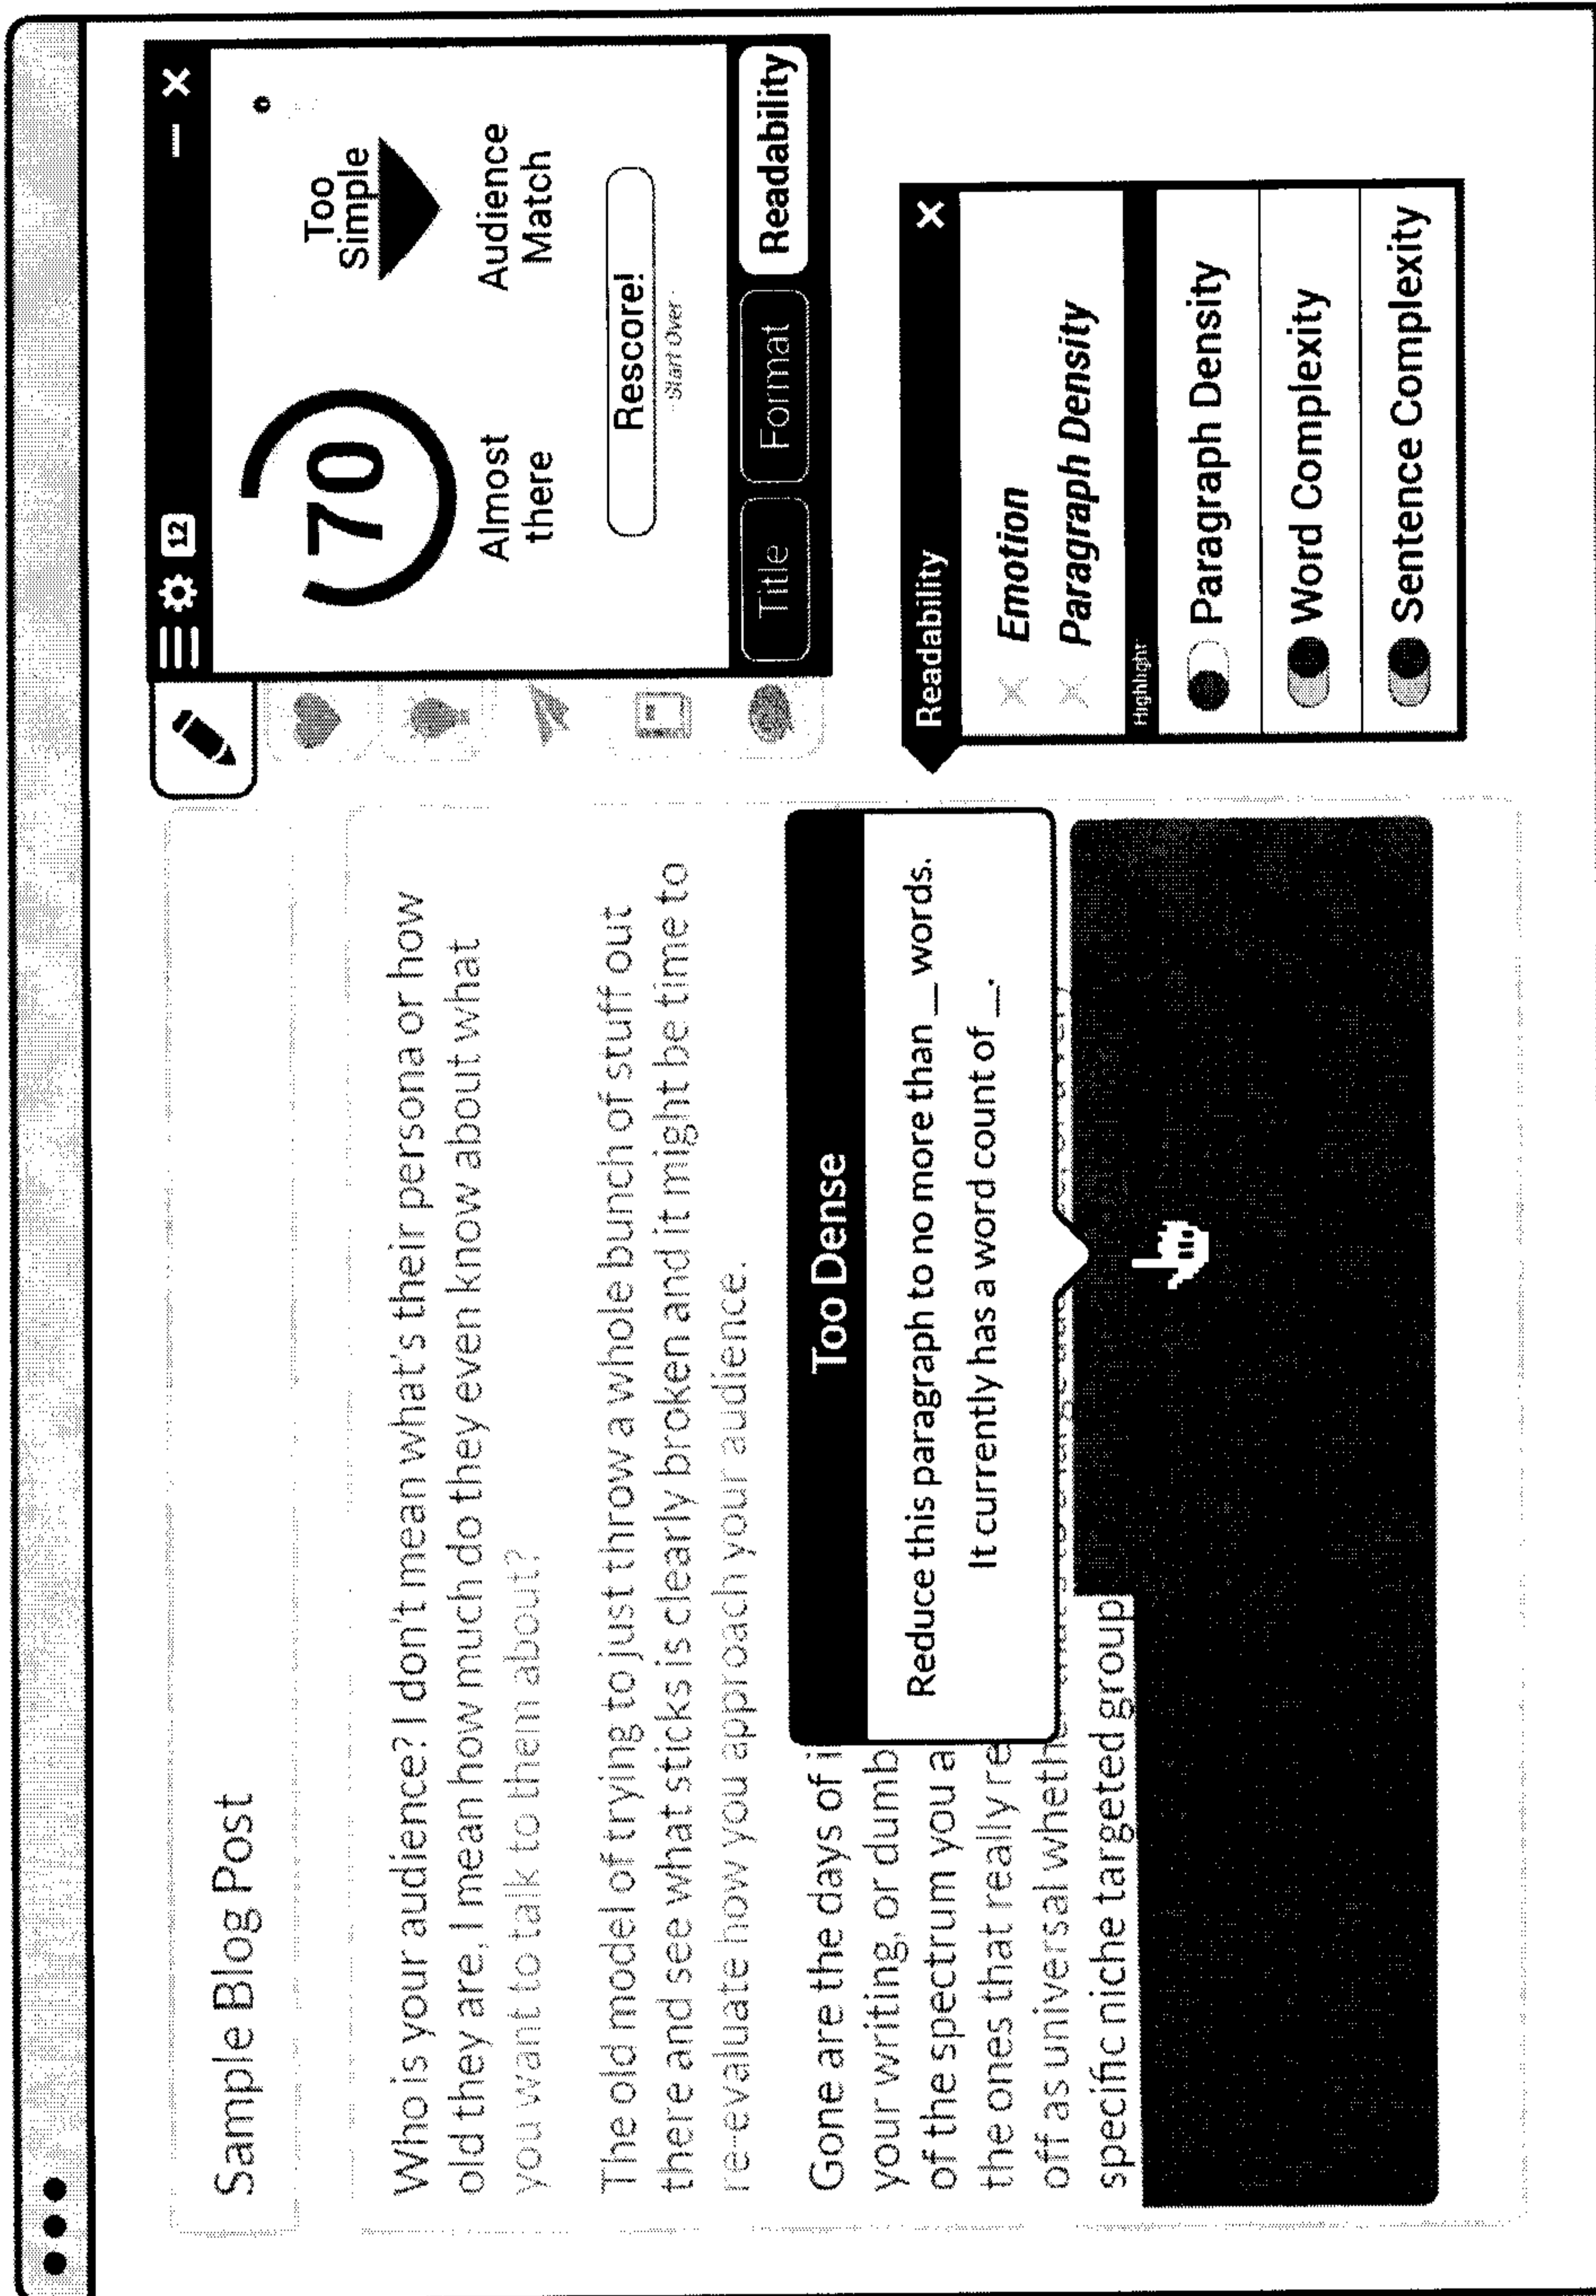 Sample Blog Post
Who is your audience? I don't mean what's their persona or how
old they are, I mean how much do they even know about what
you want to talk to them about?
The old model of trying to just throw a whole bunch of stuff out
there and see what sticks is clearly broken and it might be time to
re-evaluate how you approach your audience.
Gone are the days of
your writing, or dumb
of the spectrum you a
the ones that really re
off as universal wheth
specific niche targeted group
Too Dense
Reduce this paragraph to no more than _ words.
It currently has a word count of _.
12
70
Almost
there
Too
Simple
Audience
Match
Rescore!
- Start Over -
Title
Format
Readability
Readability
Emotion
Paragraph Density
Highlight
Paragraph Density
Word Complexity
Sentence Complexity